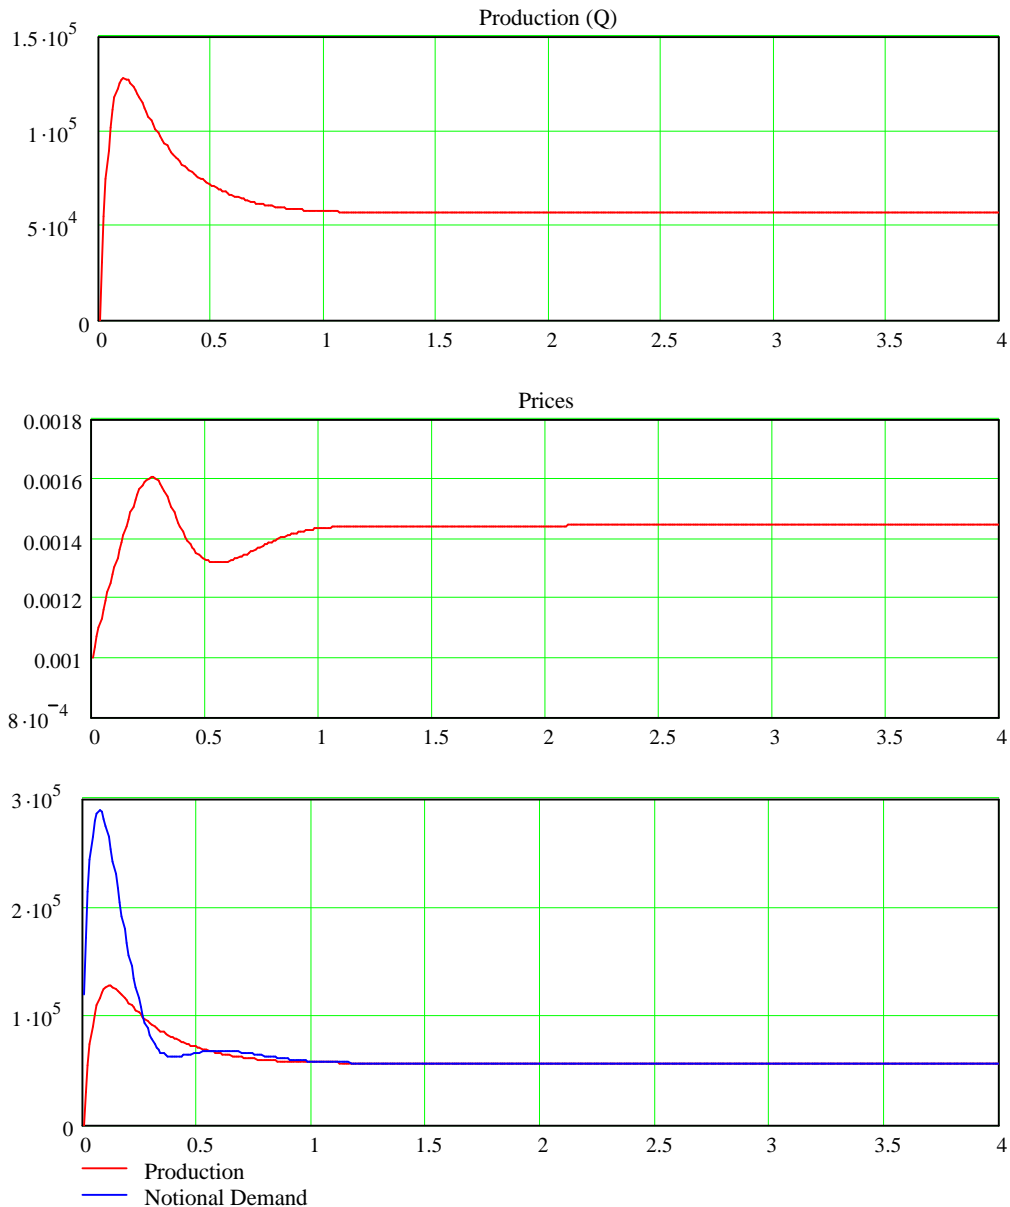 Production (Q)
1.5·10^5
1·10^5
5·10^4
0
0 0.5 1 1.5 2 2.5 3 3.5 4
Prices
0.0018
0.0016
0.0014
0.0012
0.001
8·10^−4
0 0.5 1 1.5 2 2.5 3 3.5 4
3·10^5
2·10^5
1·10^5
0
0 0.5 1 1.5 2 2.5 3 3.5 4
Production
Notional Demand